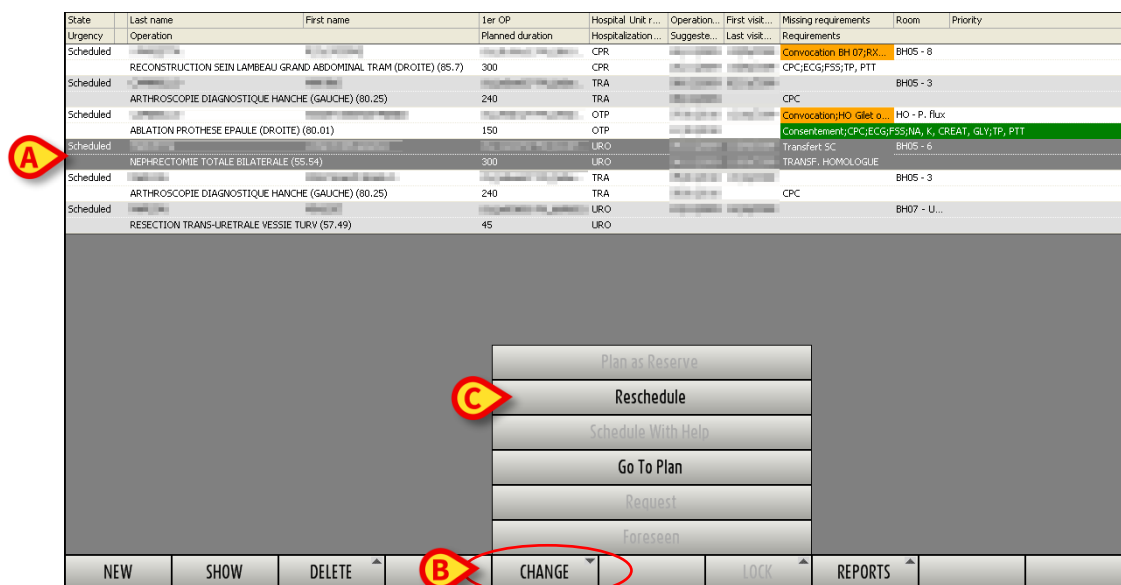 State Last name First name 1er OP Hospital Unit r... Operation... First visit... Missing requirements Room Priority
Urgency Operation Planned duration Hospitalization ... Suggeste... Last visit... Requirements
Scheduled CPR Convocation BH 07;RX... BH05 - 8
RECONSTRUCTION SEIN LAMBEAU GRAND ABDOMINAL TRAM (DROITE) (85.7) 300 CPR CPC;ECG;FSS;TP, PTT
Scheduled TRA BH05 - 3
ARTHROSCOPIE DIAGNOSTIQUE HANCHE (GAUCHE) (80.25) 240 TRA CPC
Scheduled OTP Convocation;HO Gilet o... HO - P. flux
ABLATION PROTHESE EPAULE (DROITE) (80.01) 150 OTP Consentement;CPC;ECG;FSS;NA, K, CREAT, GLY;TP, PTT
A
Scheduled URO Transfert SC BH05 - 6
NEPHRECTOMIE TOTALE BILATERALE (55.54) 300 URO TRANSF. HOMOLOGUE
Scheduled TRA BH05 - 3
ARTHROSCOPIE DIAGNOSTIQUE HANCHE (GAUCHE) (80.25) 240 TRA CPC
Scheduled URO BH07 - U...
RESECTION TRANS-URETRALE VESSIE TURV (57.49) 45 URO
Plan as Reserve
C Reschedule
Schedule With Help
Go To Plan
Request
Foreseen
NEW SHOW DELETE B CHANGE LOCK REPORTS